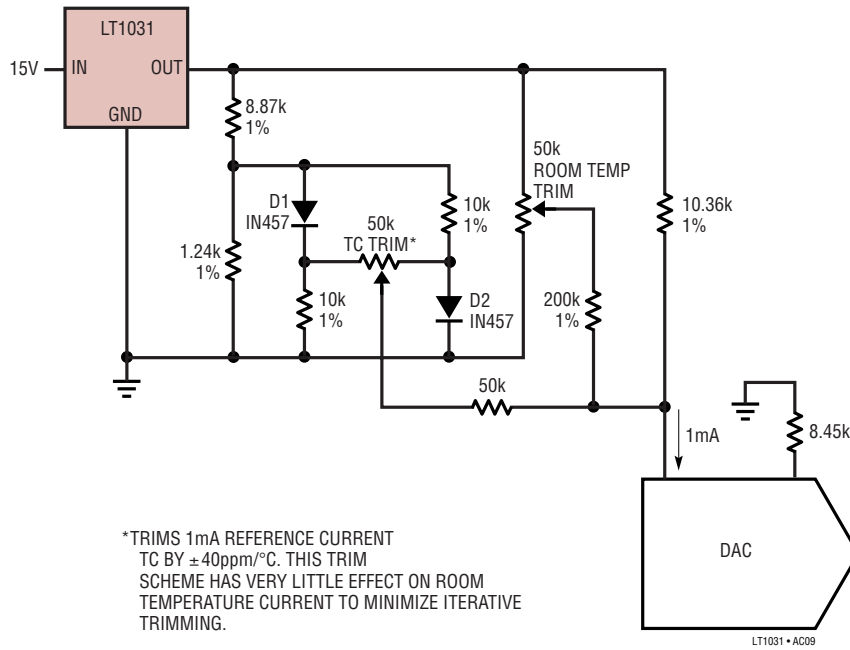 LT1031
15V
IN
OUT
GND
8.87k
1%
50k
ROOM TEMP
TRIM
D1
IN457
50k
TC TRIM*
10k
1%
10.36k
1%
1.24k
1%
10k
1%
D2
IN457
200k
1%
50k
1mA
8.45k
DAC
*TRIMS 1mA REFERENCE CURRENT
TC BY ±40ppm/°C. THIS TRIM
SCHEME HAS VERY LITTLE EFFECT ON ROOM
TEMPERATURE CURRENT TO MINIMIZE ITERATIVE
TRIMMING.
LT1031 • AC09